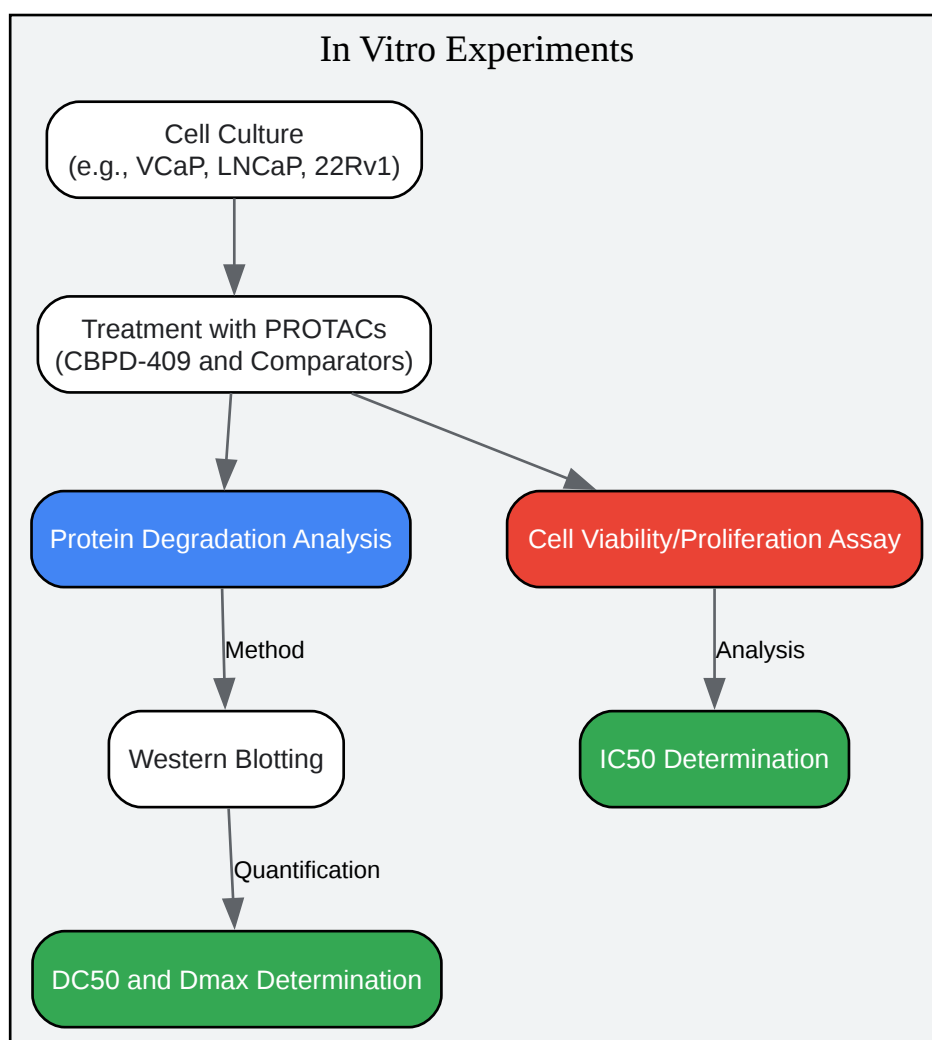 In Vitro Experiments
Cell Culture
(e.g., VCaP, LNCaP, 22Rv1)
Treatment with PROTACs
(CBPD-409 and Comparators)
Protein Degradation Analysis
Cell Viability/Proliferation Assay
Method
Analysis
Western Blotting
IC50 Determination
Quantification
DC50 and Dmax Determination